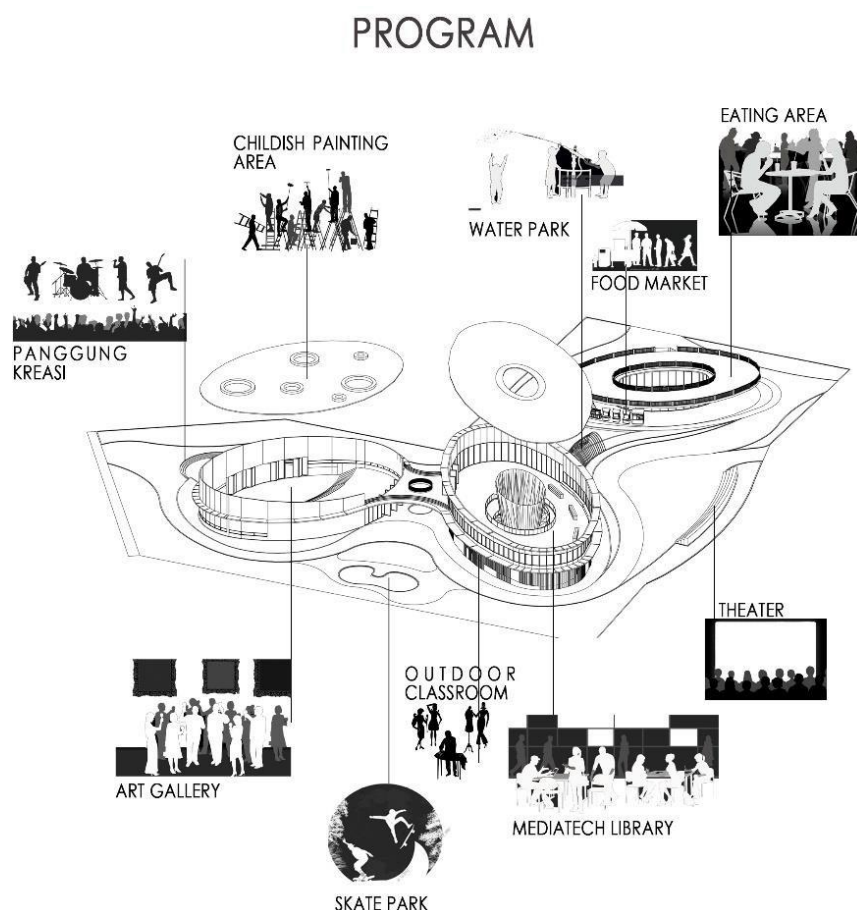 PROGRAM
EATING AREA
CHILDISH PAINTING
AREA
WATER PARK
FOOD MARKET
PANGGUNG
KREASI
THEATER
OUTDOOR
CLASSROOM
ART GALLERY
MEDIATECH LIBRARY
SKATE PARK